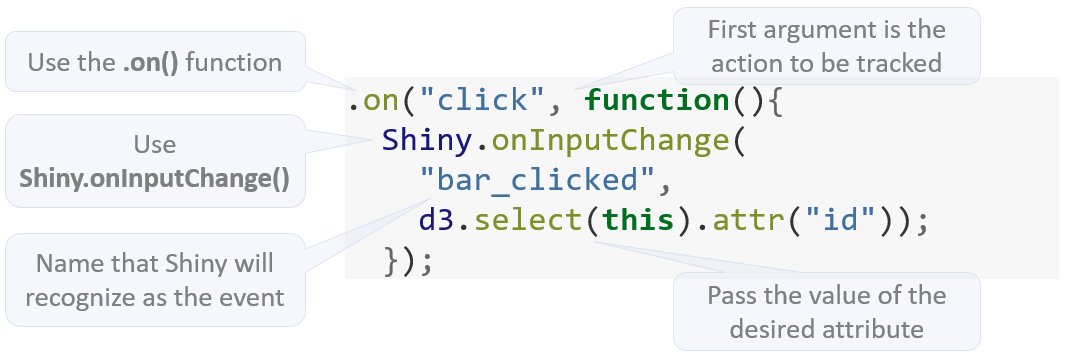 Use the .on() function
First argument is the
action to be tracked
.on("click", function(){
Shiny.onInputChange(
"bar_clicked",
d3.select(this).attr("id"));
});
Use
Shiny.onInputChange()
Name that Shiny will
recognize as the event
Pass the value of the
desired attribute